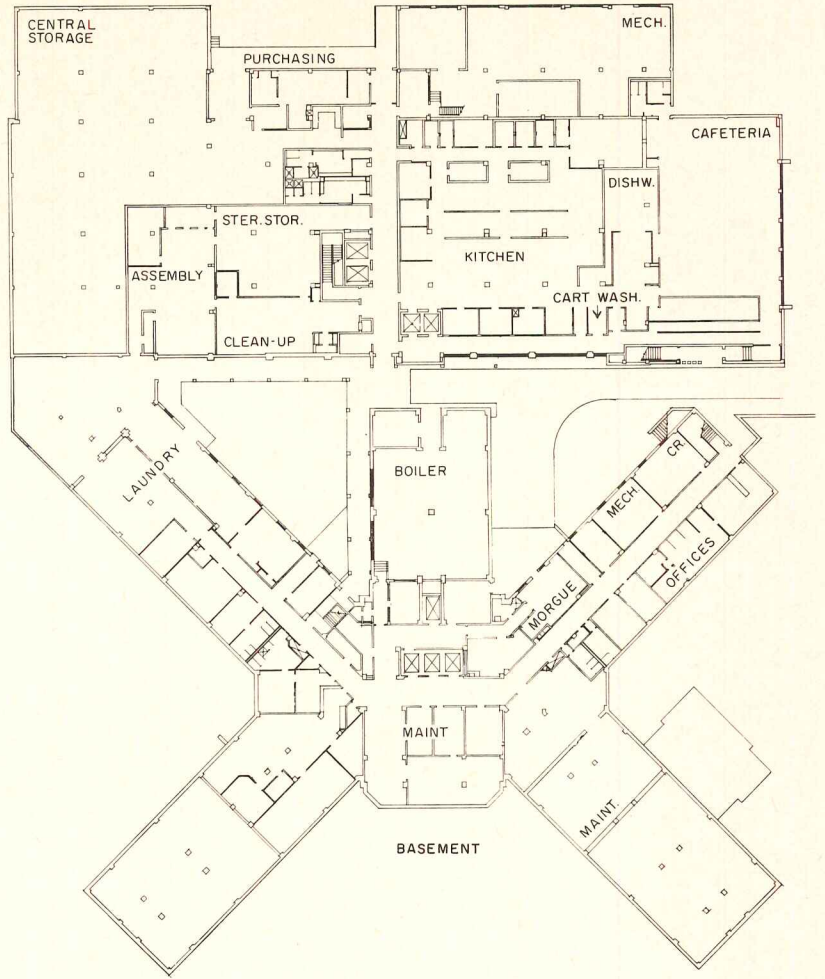 CENTRAL
STORAGE
MECH.
PURCHASING
CAFETERIA
DISHW.
STER. STOR.
KITCHEN
ASSEMBLY
CART WASH.
CLEAN-UP
LAUNDRY
BOILER
CR.
MECH.
OFFICES
MORGUE
MAINT
MAINT.
BASEMENT